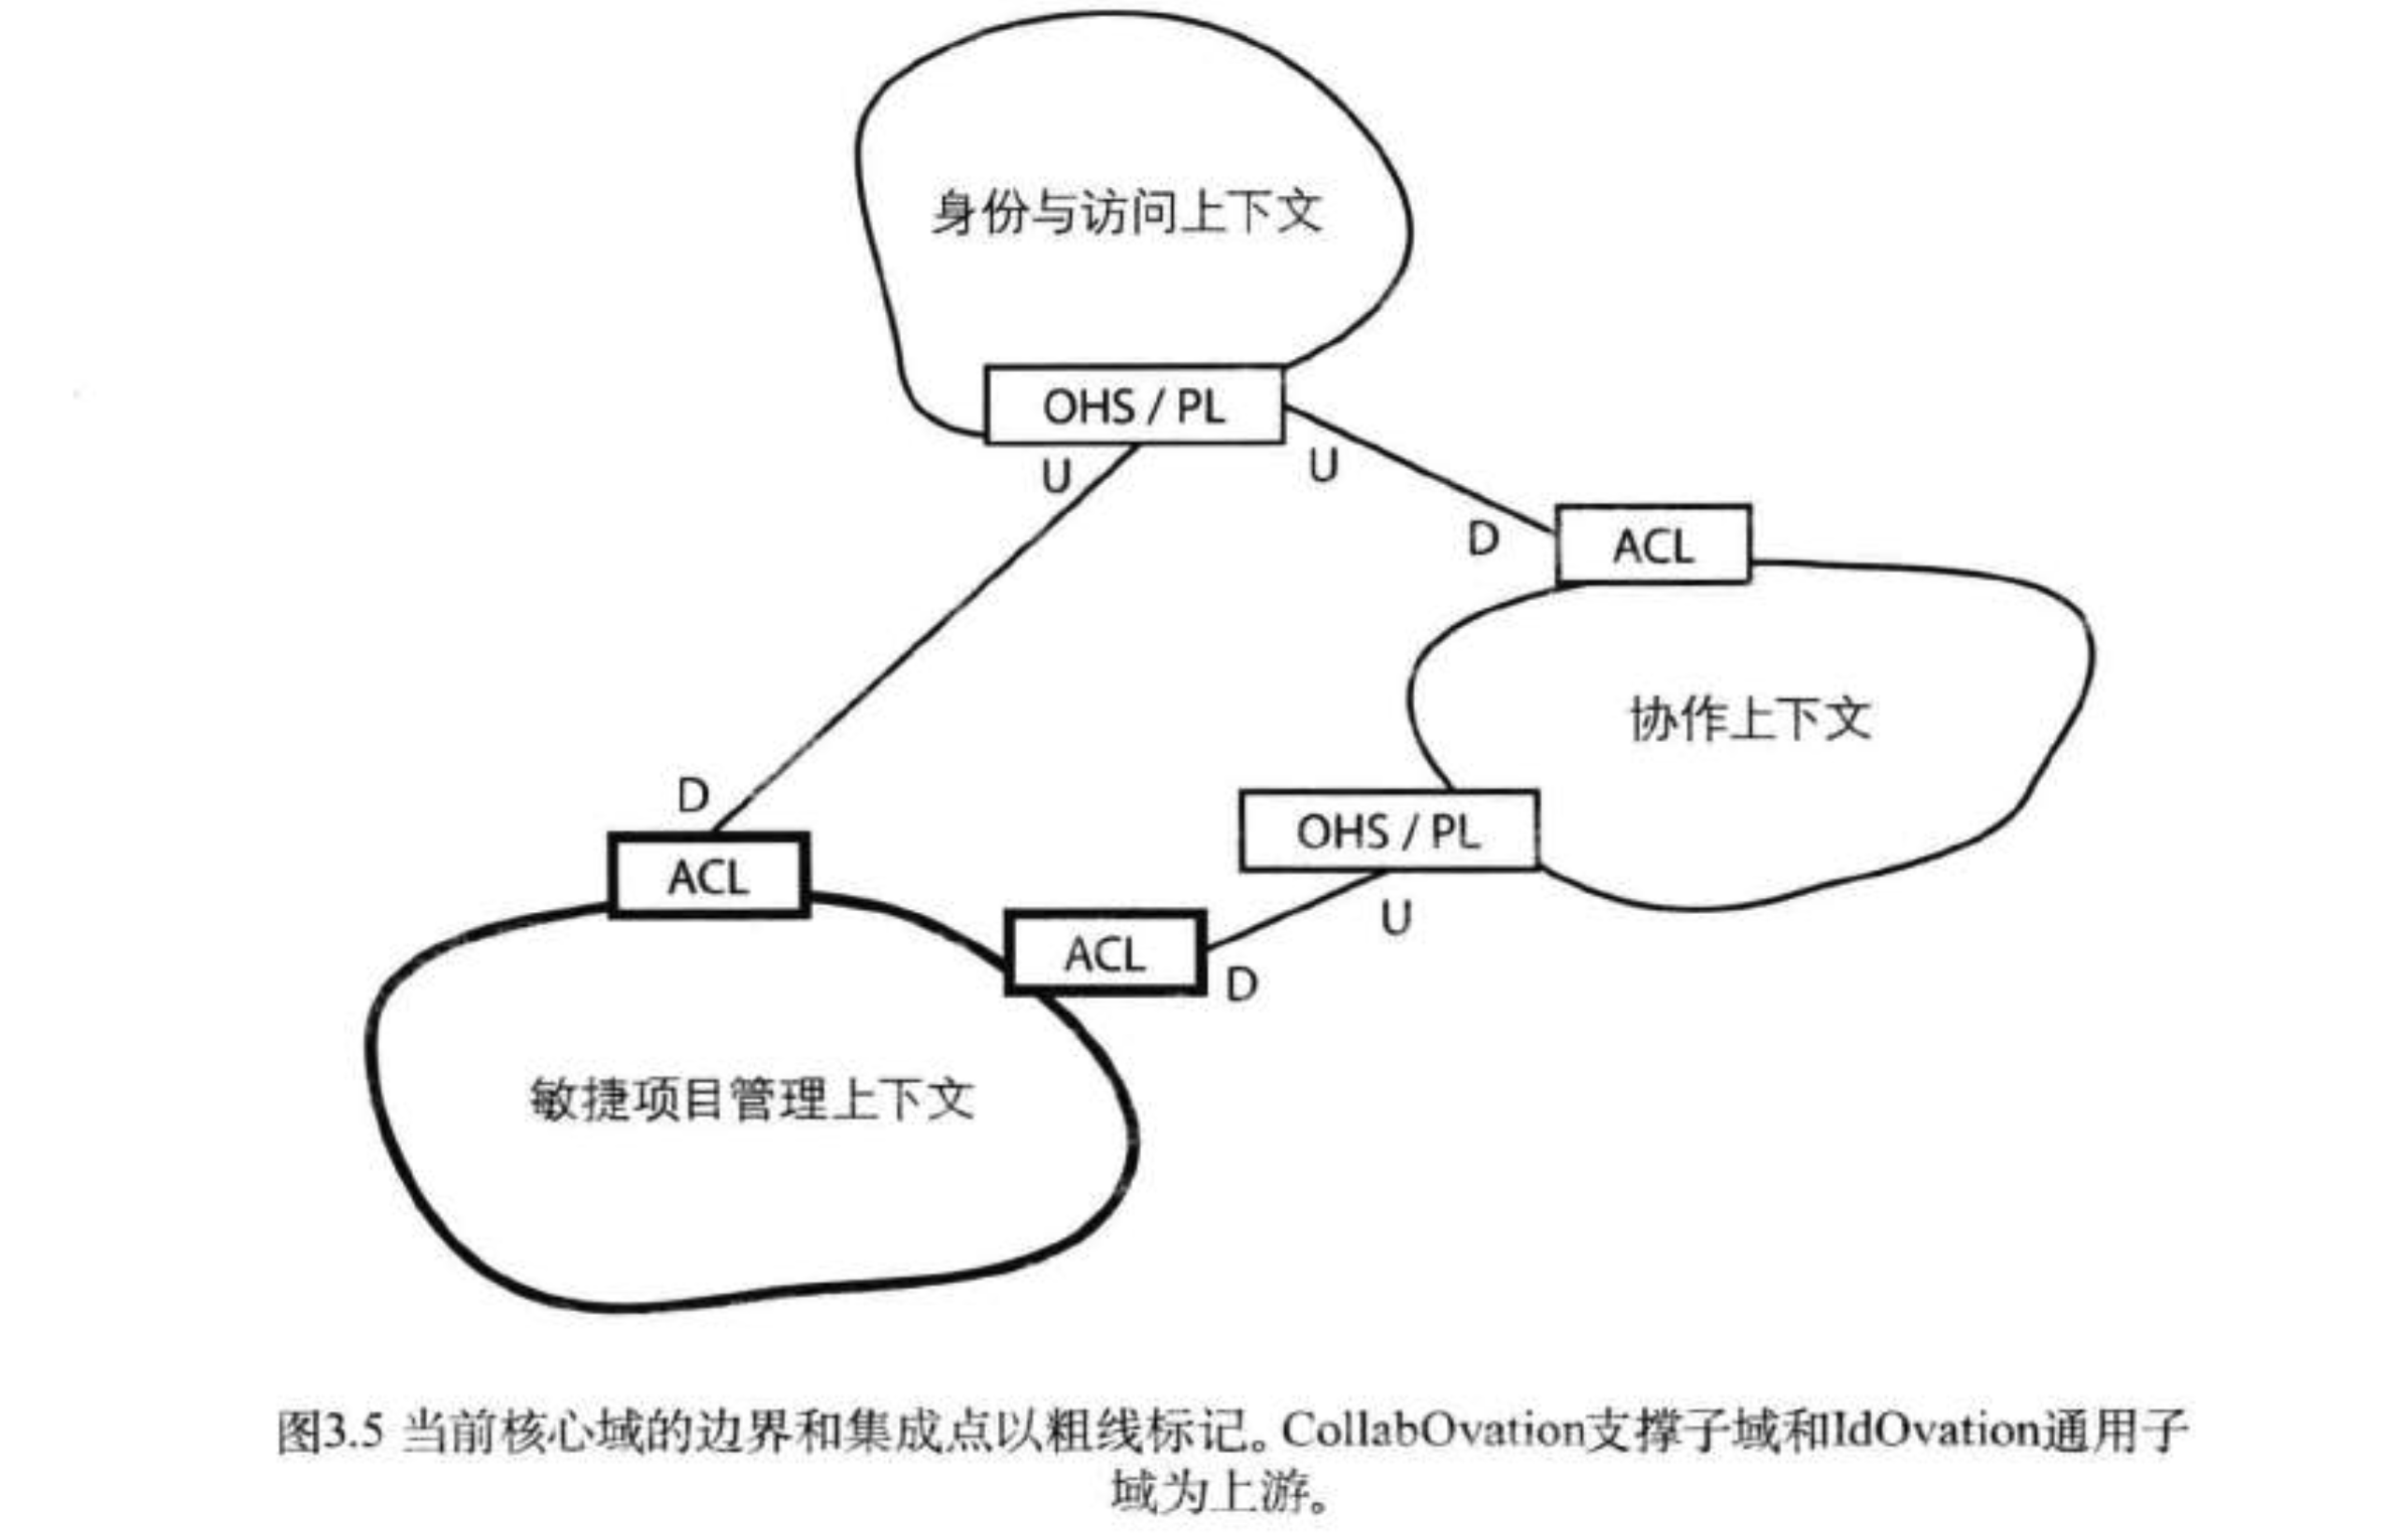 身份与访问上下文
OHS / PL
U
U
D
ACL
协作上下文
D
OHS / PL
ACL
U
ACL
D
敏捷项目管理上下文
图3.5 当前核心域的边界和集成点以粗线标记。CollabOvation支撑子域和IdOvation通用子
域为上游。